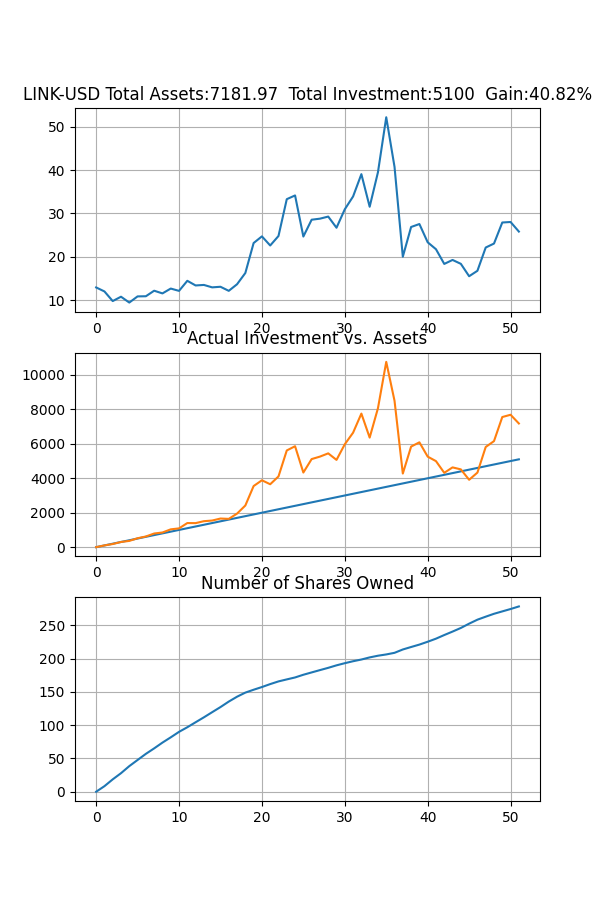 LINK-USD Total Assets:7181.97  Total Investment:5100  Gain:40.82%
50
40
30
20
10
0 10 20 30 40 50
Actual Investment vs. Assets
10000
8000
6000
4000
2000
0
0 10 20 30 40 50
Number of Shares Owned
250
200
150
100
50
0
0 10 20 30 40 50